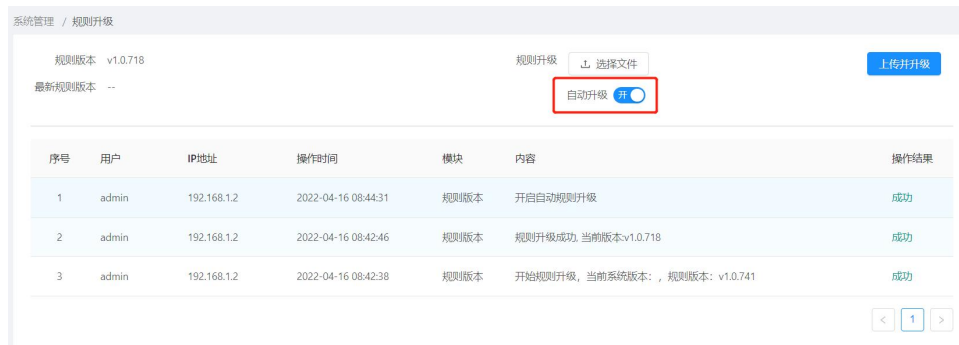 系统管理 / 规则升级
规则版本 v1.0.718 规则升级 选择文件 上传并升级
最新规则版本 --
自动升级 开
序号 用户 IP地址 操作时间 模块 内容 操作结果
1 admin 192.168.1.2 2022-04-16 08:44:31 规则版本 开启自动规则升级 成功
2 admin 192.168.1.2 2022-04-16 08:42:46 规则版本 规则升级成功, 当前版本:v1.0.718 成功
3 admin 192.168.1.2 2022-04-16 08:42:38 规则版本 开始规则升级，当前系统版本：，规则版本：v1.0.741 成功
< 1 >